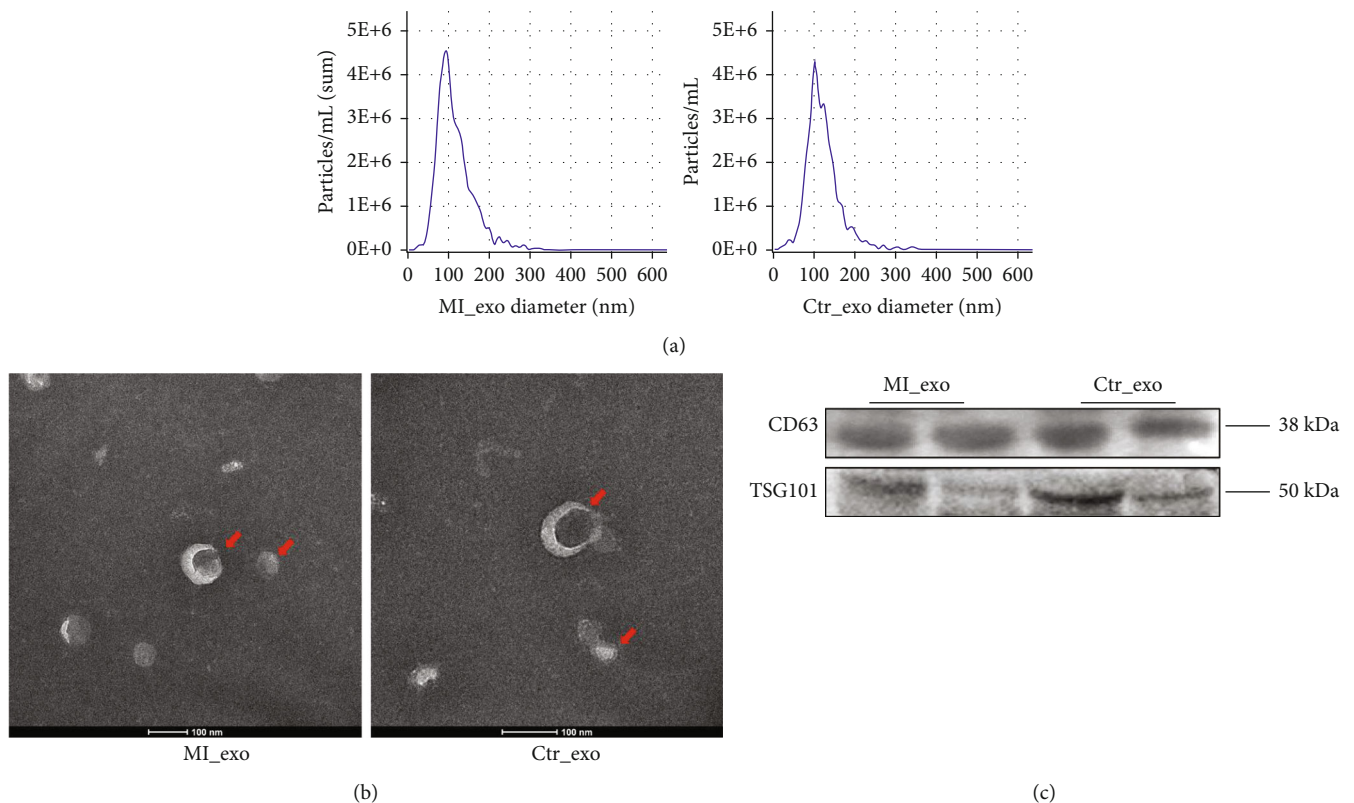 5E+6
4E+6
3E+6
2E+6
1E+6
0E+0
Particles/mL (sum)
0 100 200 300 400 500 600
MI_exo diameter (nm)
5E+6
4E+6
3E+6
2E+6
1E+6
0E+0
Particles/mL
0 100 200 300 400 500 600
Ctr_exo diameter (nm)
(a)
100 nm
MI_exo
100 nm
Ctr_exo
(b)
MI_exo Ctr_exo
CD63 38 kDa
TSG101 50 kDa
(c)